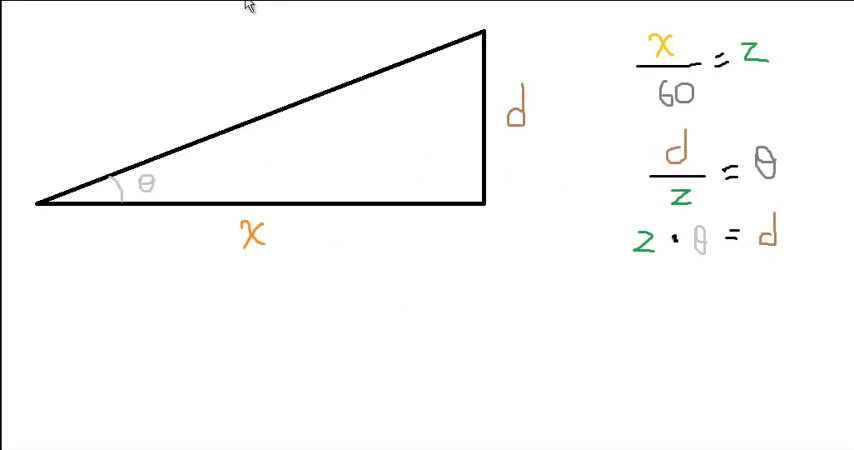 d
θ
x
x/60 = z
d/z = θ
z · θ = d